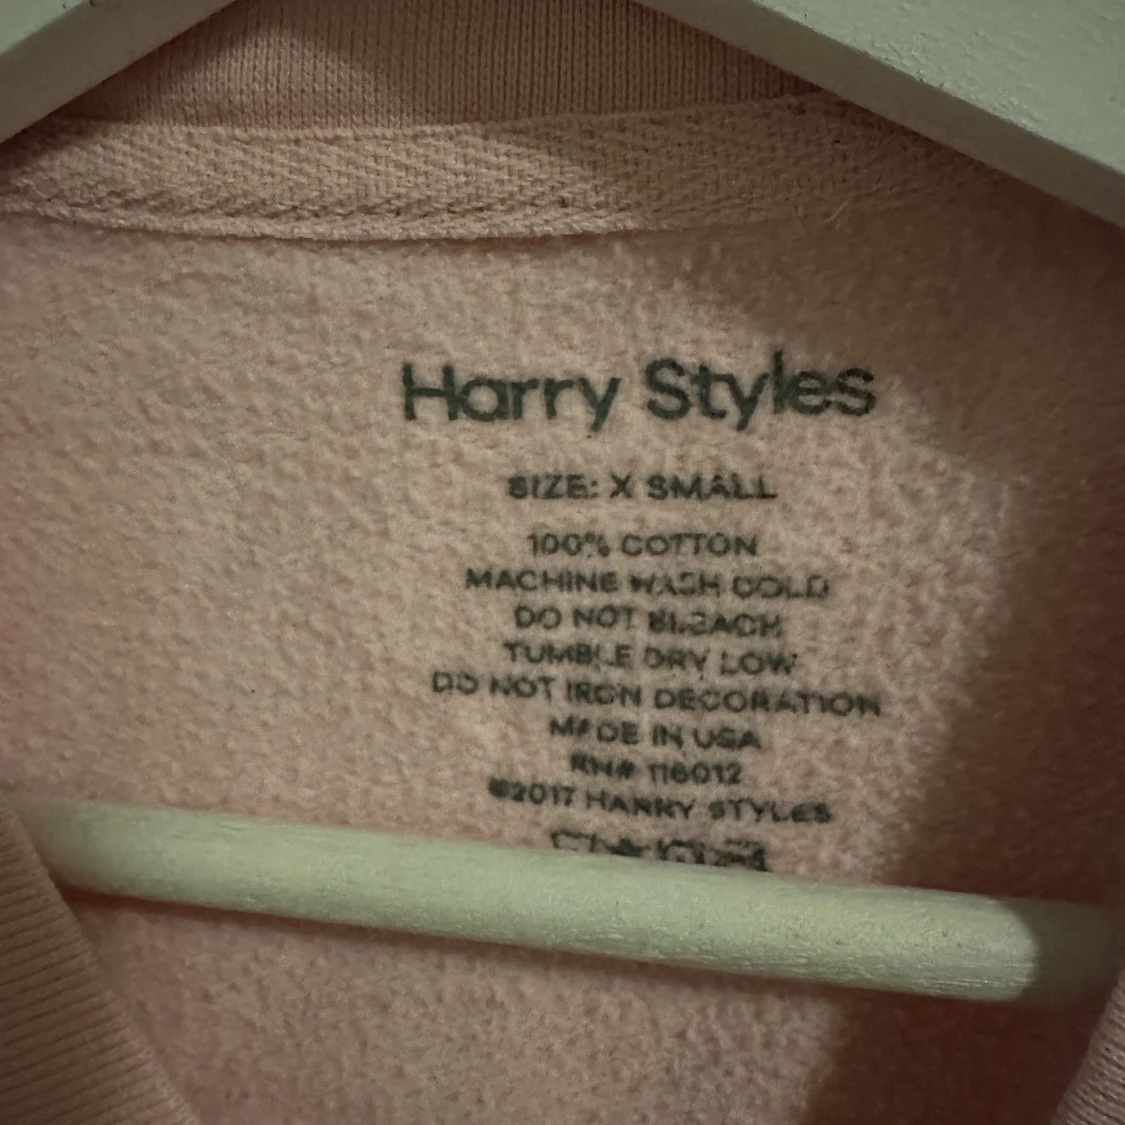 Harry Styles
SIZE: X SMALL
100% COTTON
MACHINE WASH COLD
DO NOT BLEACH
TUMBLE DRY LOW
DO NOT IRON DECORATION
MADE IN USA
RN# 116012
©2017 HARRY STYLES